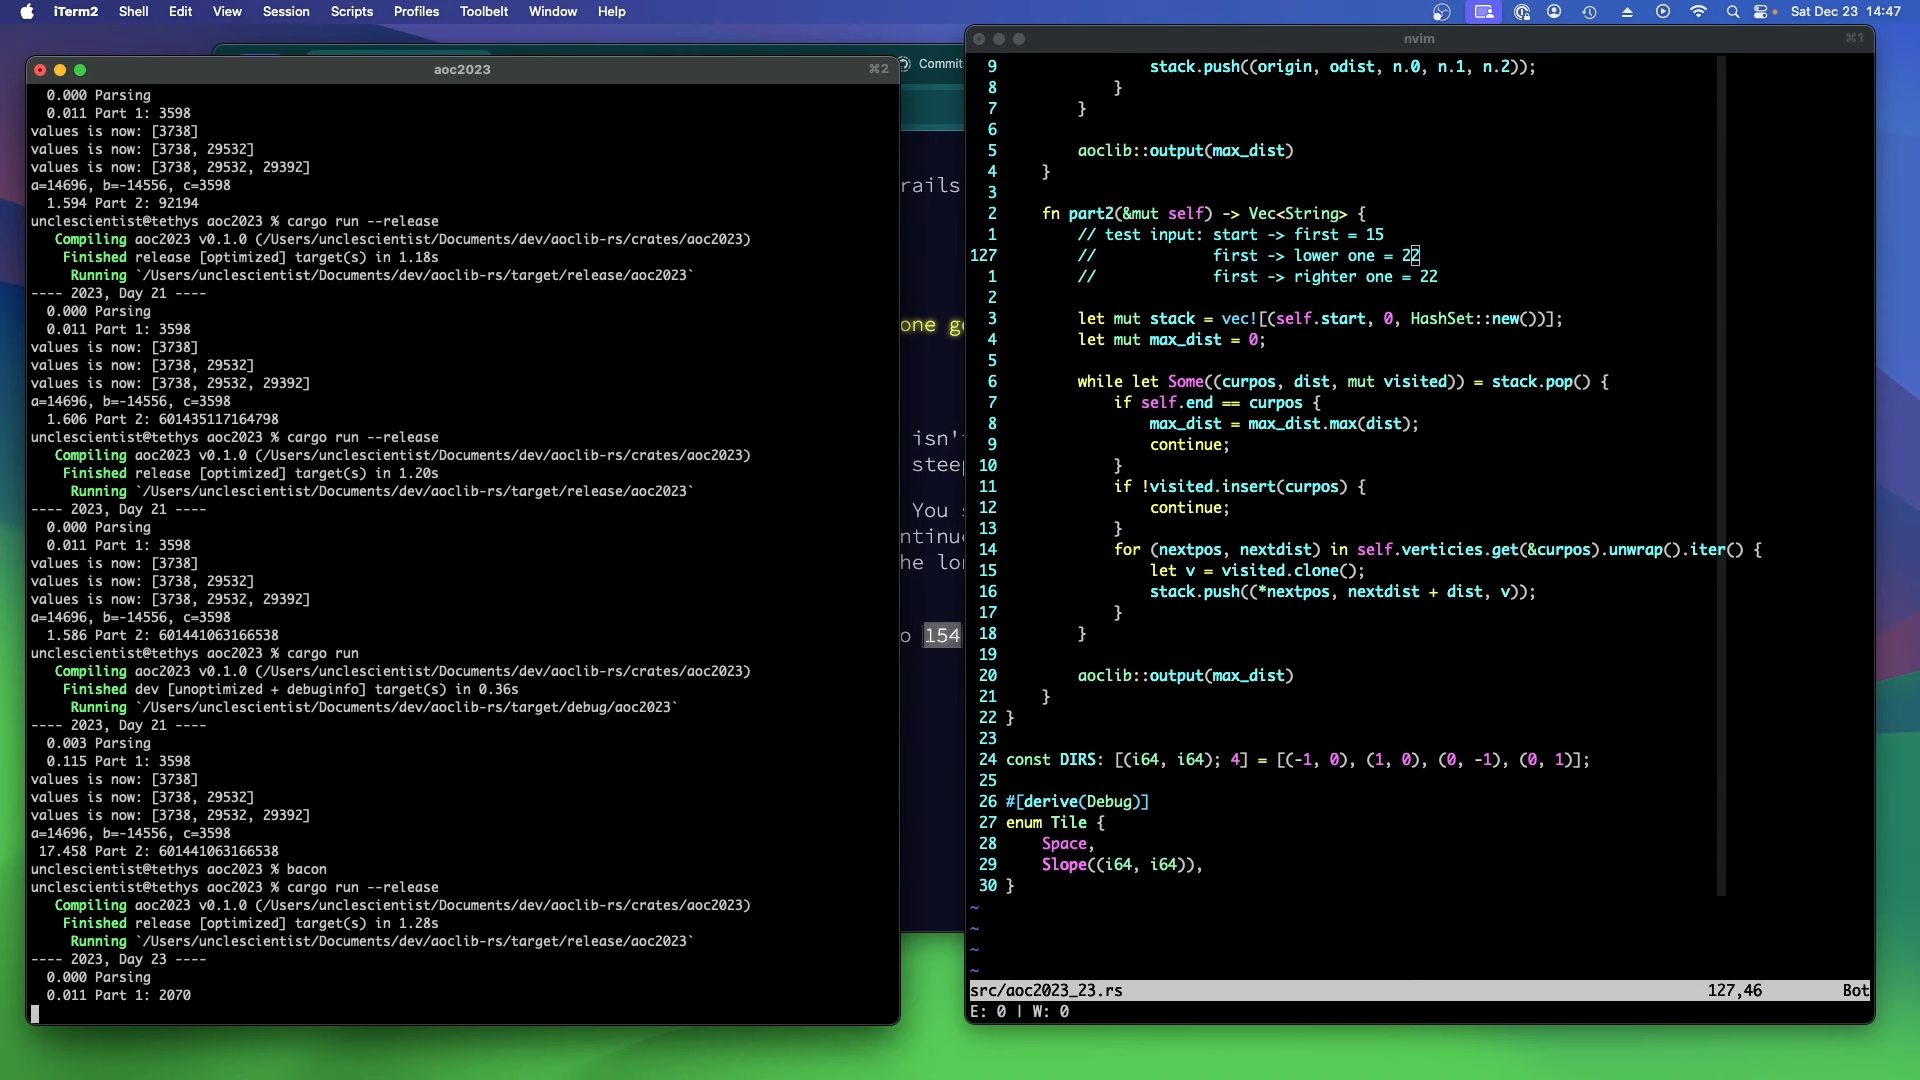 iTerm2 Shell Edit View Session Scripts Profiles Toolbelt Window Help Sat Dec 23 14:47
aoc2023 ⌘2
0.000 Parsing
0.011 Part 1: 3598
values is now: [3738]
values is now: [3738, 29532]
values is now: [3738, 29532, 29392]
a=14696, b=-14556, c=3598
1.594 Part 2: 92194
unclescientist@tethys aoc2023 % cargo run --release
Compiling aoc2023 v0.1.0 (/Users/unclescientist/Documents/dev/aoclib-rs/crates/aoc2023)
Finished release [optimized] target(s) in 1.18s
Running `/Users/unclescientist/Documents/dev/aoclib-rs/target/release/aoc2023`
---- 2023, Day 21 ----
0.000 Parsing
0.011 Part 1: 3598
values is now: [3738]
values is now: [3738, 29532]
values is now: [3738, 29532, 29392]
a=14696, b=-14556, c=3598
1.606 Part 2: 601435117164798
unclescientist@tethys aoc2023 % cargo run --release
Compiling aoc2023 v0.1.0 (/Users/unclescientist/Documents/dev/aoclib-rs/crates/aoc2023)
Finished release [optimized] target(s) in 1.20s
Running `/Users/unclescientist/Documents/dev/aoclib-rs/target/release/aoc2023`
---- 2023, Day 21 ----
0.000 Parsing
0.011 Part 1: 3598
values is now: [3738]
values is now: [3738, 29532]
values is now: [3738, 29532, 29392]
a=14696, b=-14556, c=3598
1.586 Part 2: 601441063166538
unclescientist@tethys aoc2023 % cargo run
Compiling aoc2023 v0.1.0 (/Users/unclescientist/Documents/dev/aoclib-rs/crates/aoc2023)
Finished dev [unoptimized + debuginfo] target(s) in 0.36s
Running `/Users/unclescientist/Documents/dev/aoclib-rs/target/debug/aoc2023`
---- 2023, Day 21 ----
0.003 Parsing
0.115 Part 1: 3598
values is now: [3738]
values is now: [3738, 29532]
values is now: [3738, 29532, 29392]
a=14696, b=-14556, c=3598
17.458 Part 2: 601441063166538
unclescientist@tethys aoc2023 % bacon
unclescientist@tethys aoc2023 % cargo run --release
Compiling aoc2023 v0.1.0 (/Users/unclescientist/Documents/dev/aoclib-rs/crates/aoc2023)
Finished release [optimized] target(s) in 1.28s
Running `/Users/unclescientist/Documents/dev/aoclib-rs/target/release/aoc2023`
---- 2023, Day 23 ----
0.000 Parsing
0.011 Part 1: 2070
Commit
rails
one g
isn'
stee
You s
ntinue
he lo
o 154
nvim ⌘1
9 stack.push((origin, odist, n.0, n.1, n.2));
8 }
7 }
6
5 aoclib::output(max_dist)
4 }
3
2 fn part2(&mut self) -> Vec<String> {
1 // test input: start -> first = 15
127 // first -> lower one = 22
1 // first -> righter one = 22
2
3 let mut stack = vec![(self.start, 0, HashSet::new())];
4 let mut max_dist = 0;
5
6 while let Some((curpos, dist, mut visited)) = stack.pop() {
7 if self.end == curpos {
8 max_dist = max_dist.max(dist);
9 continue;
10 }
11 if !visited.insert(curpos) {
12 continue;
13 }
14 for (nextpos, nextdist) in self.verticies.get(&curpos).unwrap().iter() {
15 let v = visited.clone();
16 stack.push((*nextpos, nextdist + dist, v));
17 }
18 }
19
20 aoclib::output(max_dist)
21 }
22 }
23
24 const DIRS: [(i64, i64); 4] = [(-1, 0), (1, 0), (0, -1), (0, 1)];
25
26 #[derive(Debug)]
27 enum Tile {
28 Space,
29 Slope((i64, i64)),
30 }
~
~
~
~
src/aoc2023_23.rs 127,46 Bot
E: 0 | W: 0